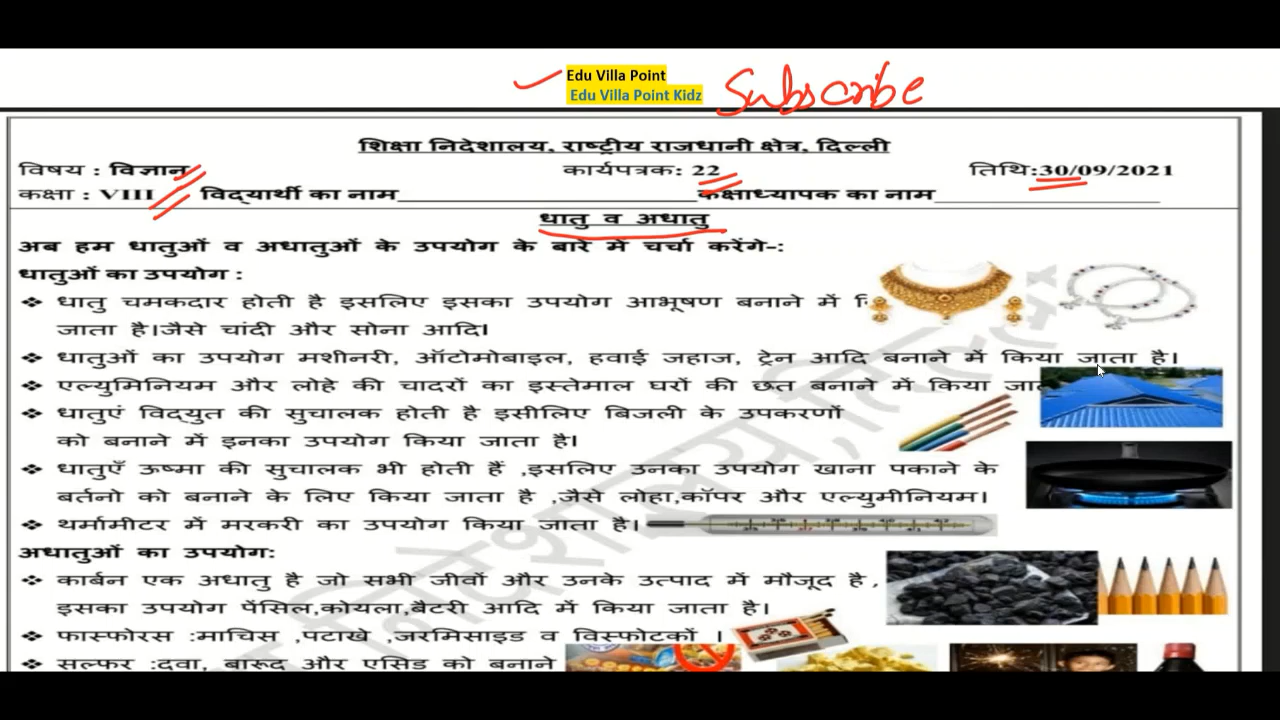 Edu Villa Point
Edu Villa Point Kidz
Subscribe
शिक्षा निदेशालय, राष्ट्रीय राजधानी क्षेत्र, दिल्ली
विषय : विज्ञान कार्यपत्रक: 22 तिथि:30/09/2021
कक्षा : VIII विद्यार्थी का नाम कक्षाध्यापक का नाम
धातु व अधातु
अब हम धातुओं व अधातुओं के उपयोग के बारे में चर्चा करेंगे-:
धातुओं का उपयोग :
❖ धातु चमकदार होती है इसलिए इसका उपयोग आभूषण बनाने में
जाता है।जैसे चांदी और सोना आदि।
❖ धातुओं का उपयोग मशीनरी, ऑटोमोबाइल, हवाई जहाज, ट्रेन आदि बनाने में किया जाता है।
❖ एल्युमिनियम और लोहे की चादरों का इस्तेमाल घरों की छत बनाने में किया
❖ धातुएं विद्युत की सुचालक होती है इसीलिए बिजली के उपकरणों
को बनाने में इनका उपयोग किया जाता है।
❖ धातुएँ ऊष्मा की सुचालक भी होती हैं ,इसलिए उनका उपयोग खाना पकाने के
बर्तनो को बनाने के लिए किया जाता है ,जैसे लोहा,कॉपर और एल्युमीनियम।
❖ थर्मामीटर में मरकरी का उपयोग किया जाता है।
अधातुओं का उपयोग:
❖ कार्बन एक अधातु है जो सभी जीवों और उनके उत्पाद में मौजूद है ,
इसका उपयोग पेंसिल,कोयला,बैटरी आदि में किया जाता है।
❖ फास्फोरस :माचिस ,पटाखे ,जरमिसाइड व विस्फोटकों ।
❖ सल्फर :दवा, बारूद और एसिड को बनाने